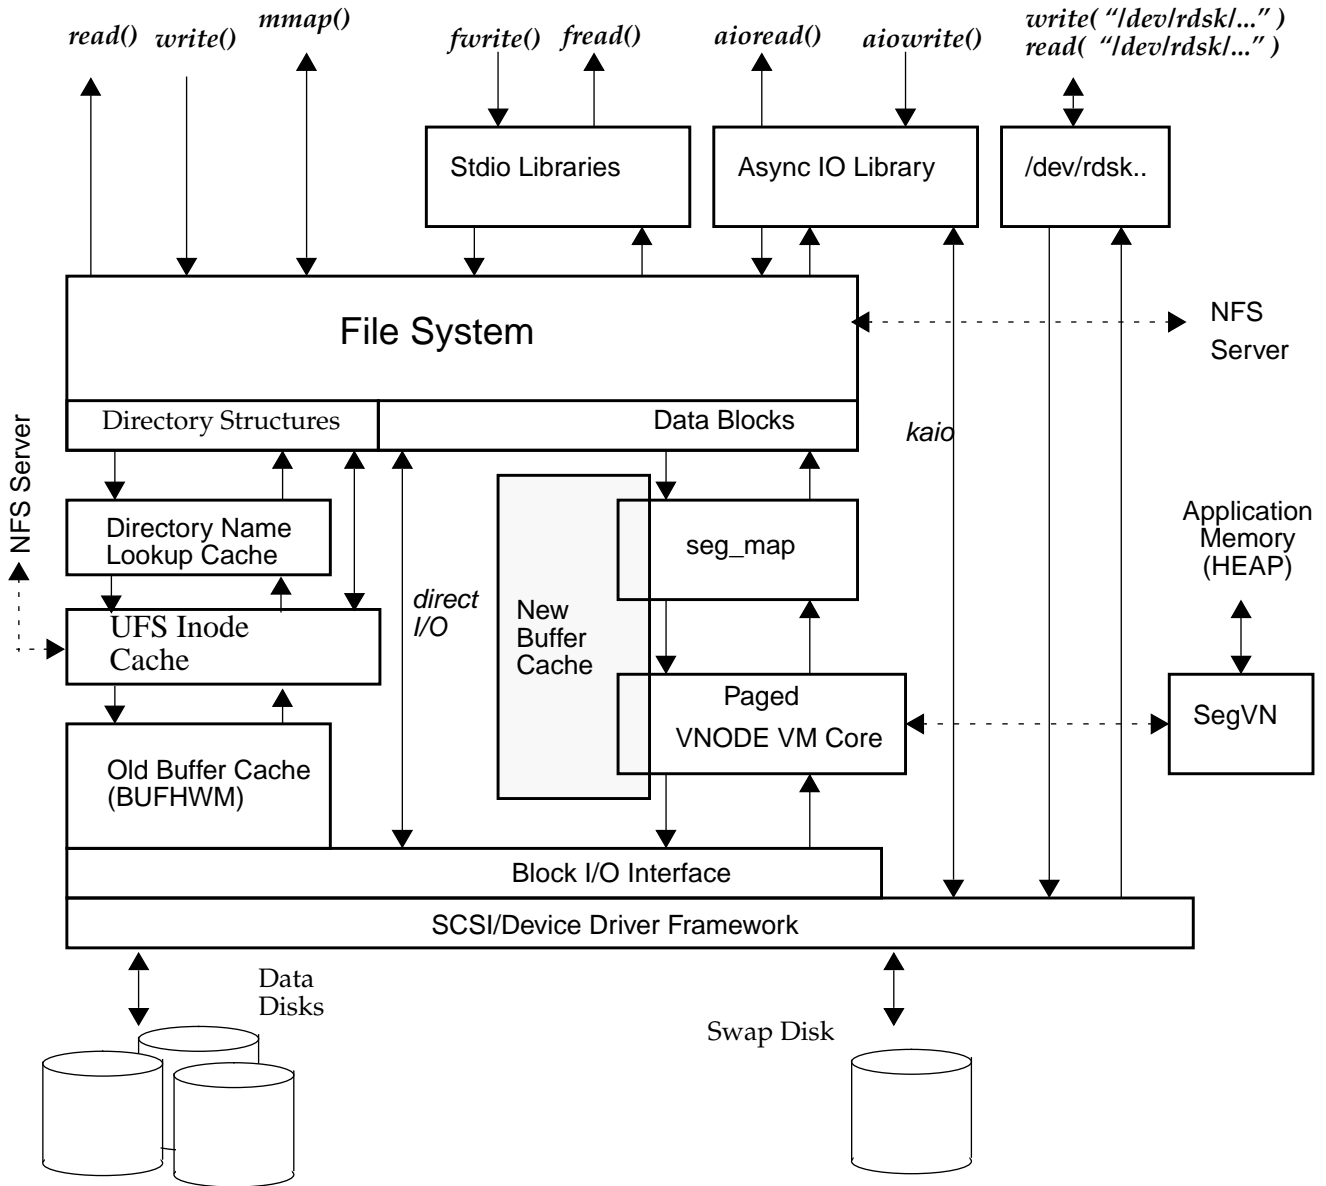 read() write() mmap() fwrite() fread() aioread() aiowrite() write( “/dev/rdsk/...” )
read( “/dev/rdsk/...” )
Stdio Libraries
Async IO Library
/dev/rdsk..
File System
NFS
Server
Directory Structures
Data Blocks
kaio
NFS Server
Directory Name
Lookup Cache
seg_map
Application
Memory
(HEAP)
direct
I/O
New
Buffer
Cache
UFS Inode
Cache
Paged
VNODE VM Core
SegVN
Old Buffer Cache
(BUFHWM)
Block I/O Interface
SCSI/Device Driver Framework
Data
Disks
Swap Disk